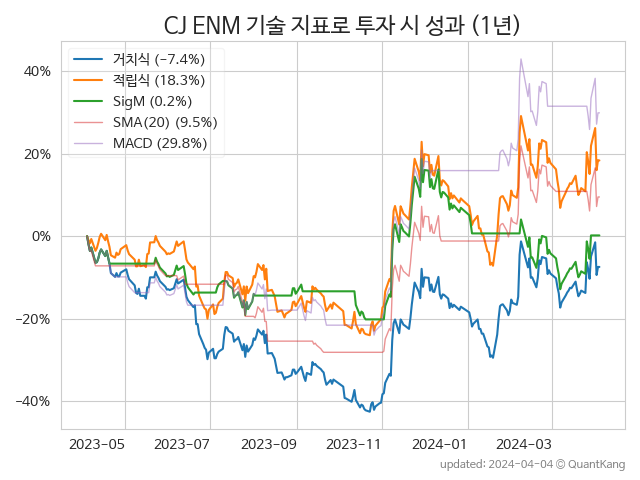 CJ ENM 기술 지표로 투자 시 성과 (1년)
거치식 (−7.4%)
적립식 (18.3%)
SigM (0.2%)
SMA(20) (9.5%)
MACD (29.8%)
40%
20%
0%
−20%
−40%
2023-05 2023-07 2023-09 2023-11 2024-01 2024-03
updated: 2024-04-04 © QuantKang